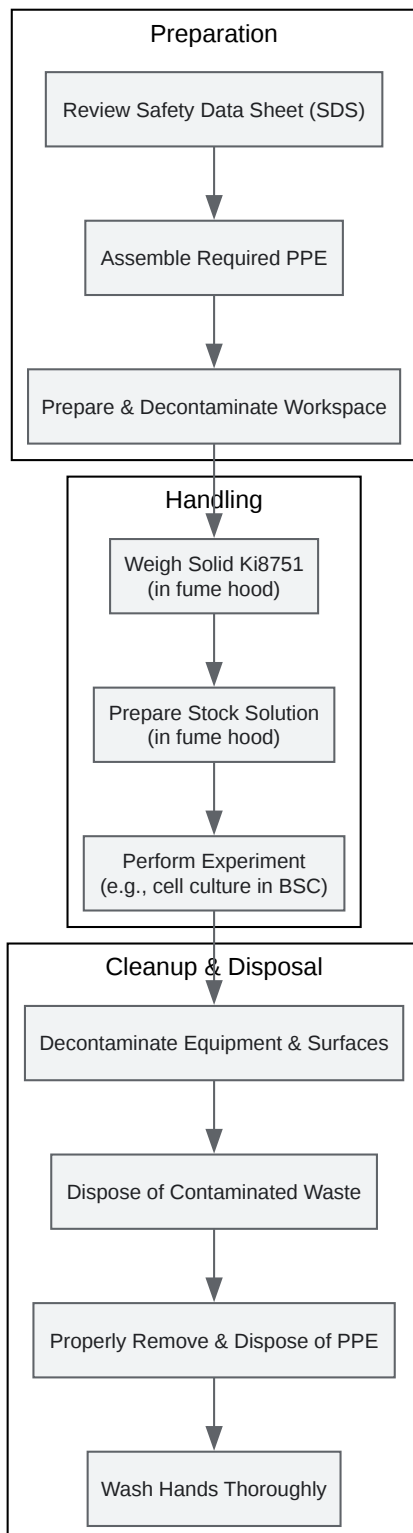 Preparation
Review Safety Data Sheet (SDS)
Assemble Required PPE
Prepare & Decontaminate Workspace
Handling
Weigh Solid Ki8751
(in fume hood)
Prepare Stock Solution
(in fume hood)
Perform Experiment
(e.g., cell culture in BSC)
Cleanup & Disposal
Decontaminate Equipment & Surfaces
Dispose of Contaminated Waste
Properly Remove & Dispose of PPE
Wash Hands Thoroughly